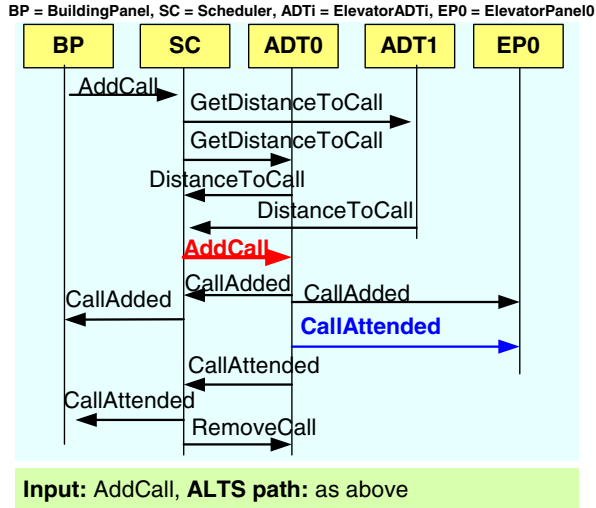 BP = BuildingPanel, SC = Scheduler, ADTi = ElevatorADTi, EP0 = ElevatorPanel0
BP SC ADT0 ADT1 EP0
AddCall
GetDistanceToCall
GetDistanceToCall
DistanceToCall
DistanceToCall
AddCall
CallAdded
CallAdded CallAdded
CallAttended
CallAttended
CallAttended
RemoveCall
Input: AddCall, ALTS path: as above